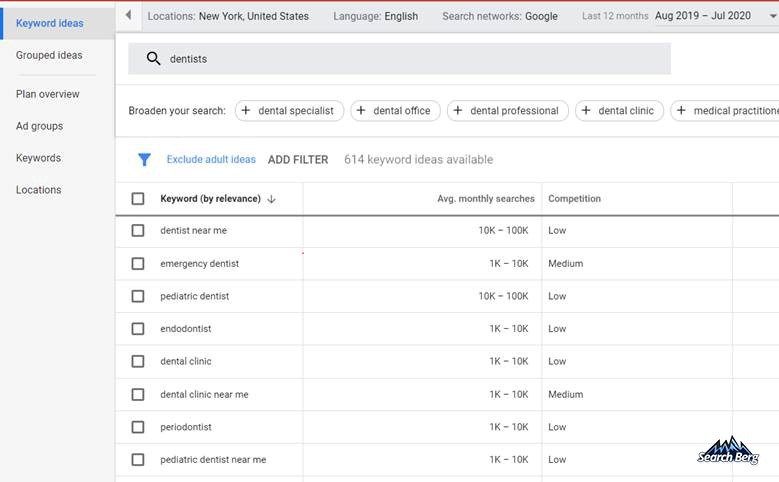 Keyword ideas
Grouped ideas
Plan overview
Ad groups
Keywords
Locations
Locations: New York, United States Language: English Search networks: Google Last 12 months Aug 2019 – Jul 2020
dentists
Broaden your search: + dental specialist + dental office + dental professional + dental clinic + medical practitione
Exclude adult ideas ADD FILTER 614 keyword ideas available
Keyword (by relevance) ↓ Avg. monthly searches Competition
dentist near me 10K – 100K Low
emergency dentist 1K – 10K Medium
pediatric dentist 10K – 100K Low
endodontist 1K – 10K Low
dental clinic 1K – 10K Low
dental clinic near me 1K – 10K Medium
periodontist 1K – 10K Low
pediatric dentist near me 1K – 10K Low
Search Berg